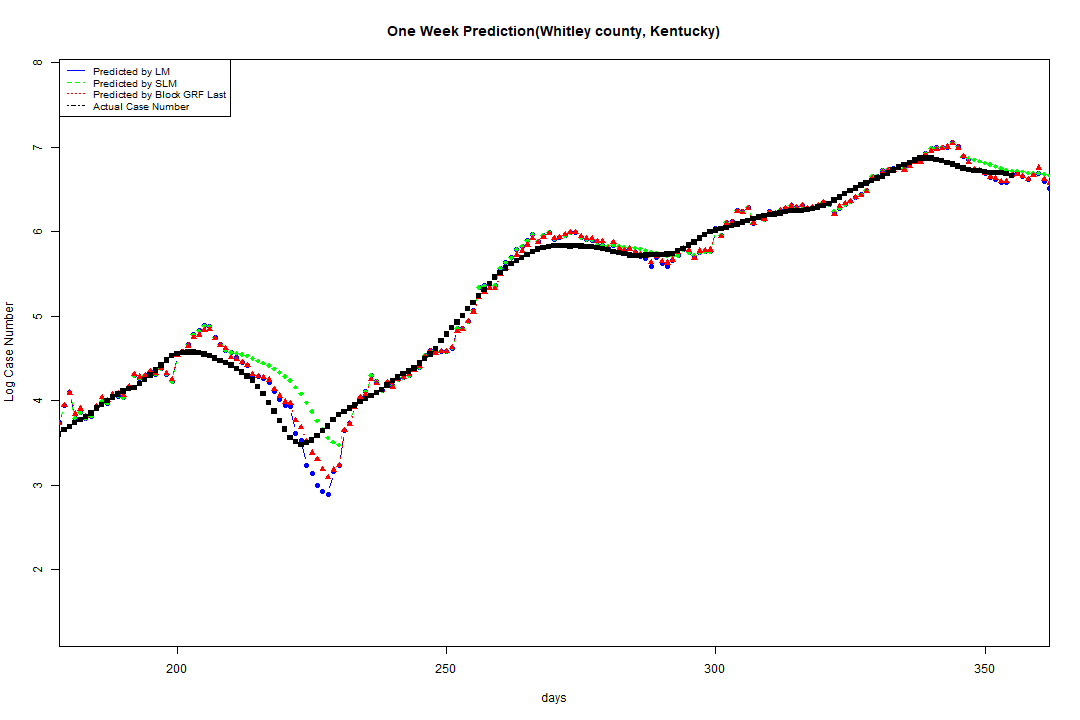 One Week Prediction(Whitley county, Kentucky)
Predicted by LM
Predicted by SLM
Predicted by Block GRF Last
Actual Case Number
8
7
6
5
4
3
2
Log Case Number
200
250
300
350
days